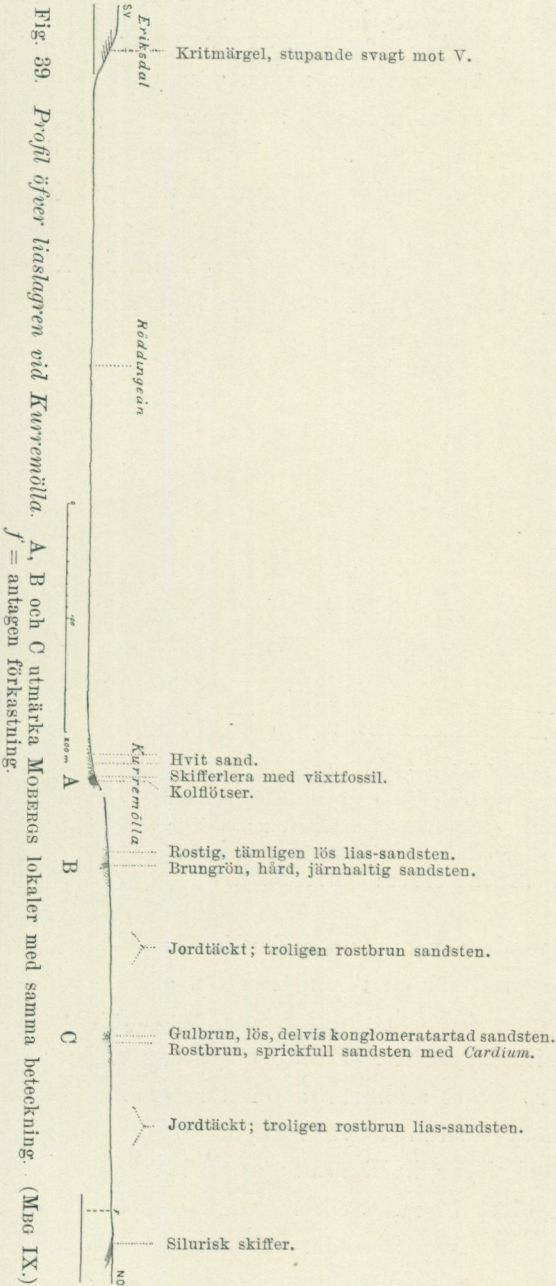 SV
Eriksdal
Kritmärgel, stupande svagt mot V.
Röddingeån
Kurremölla
Hvit sand.
Skifferlera med växtfossil.
Kolflötser.
Rostig, tämligen lös lias-sandsten.
Brungrön, hård, järnhaltig sandsten.
Jordtäckt; troligen rostbrun sandsten.
Gulbrun, lös, delvis konglomeratartad sandsten.
Rostbrun, sprickfull sandsten med Cardium.
Jordtäckt; troligen rostbrun lias-sandsten.
Silurisk skiffer.
NO
f
A
B
C
0
200 m
Fig. 39. Profil öfver liaslagren vid Kurremölla. A, B och C utmärka MOBERGS lokaler med samma beteckning. (MBG IX.)
f = antagen förkastning.